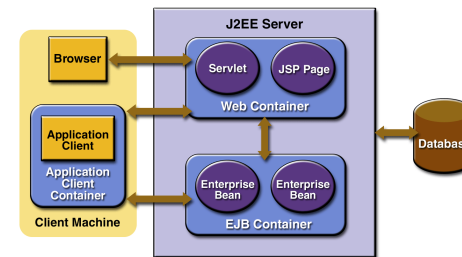 J2EE Server
Browser
Servlet
JSP Page
Web Container
Application
Client
Application
Client
Container
Client Machine
Enterprise
Bean
Enterprise
Bean
EJB Container
Databas